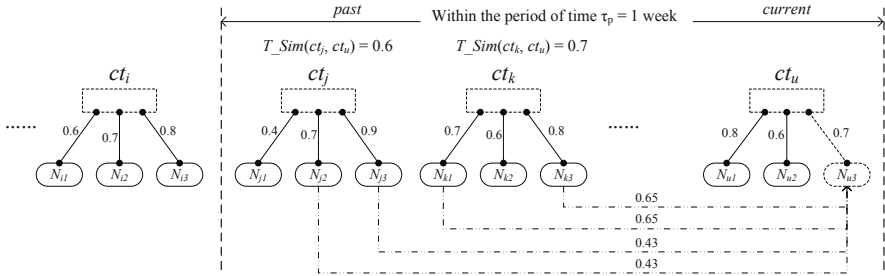 past Within the period of time τp = 1 week current
T_Sim(ctj, ctu) = 0.6 T_Sim(ctk, ctu) = 0.7
cti ctj ctk ctu
...... ......
0.6 0.7 0.8 0.4 0.7 0.9 0.7 0.6 0.8 0.8 0.6 0.7
Ni1 Ni2 Ni3 Nj1 Nj2 Nj3 Nk1 Nk2 Nk3 Nu1 Nu2 Nu3
0.65
0.65
0.43
0.43